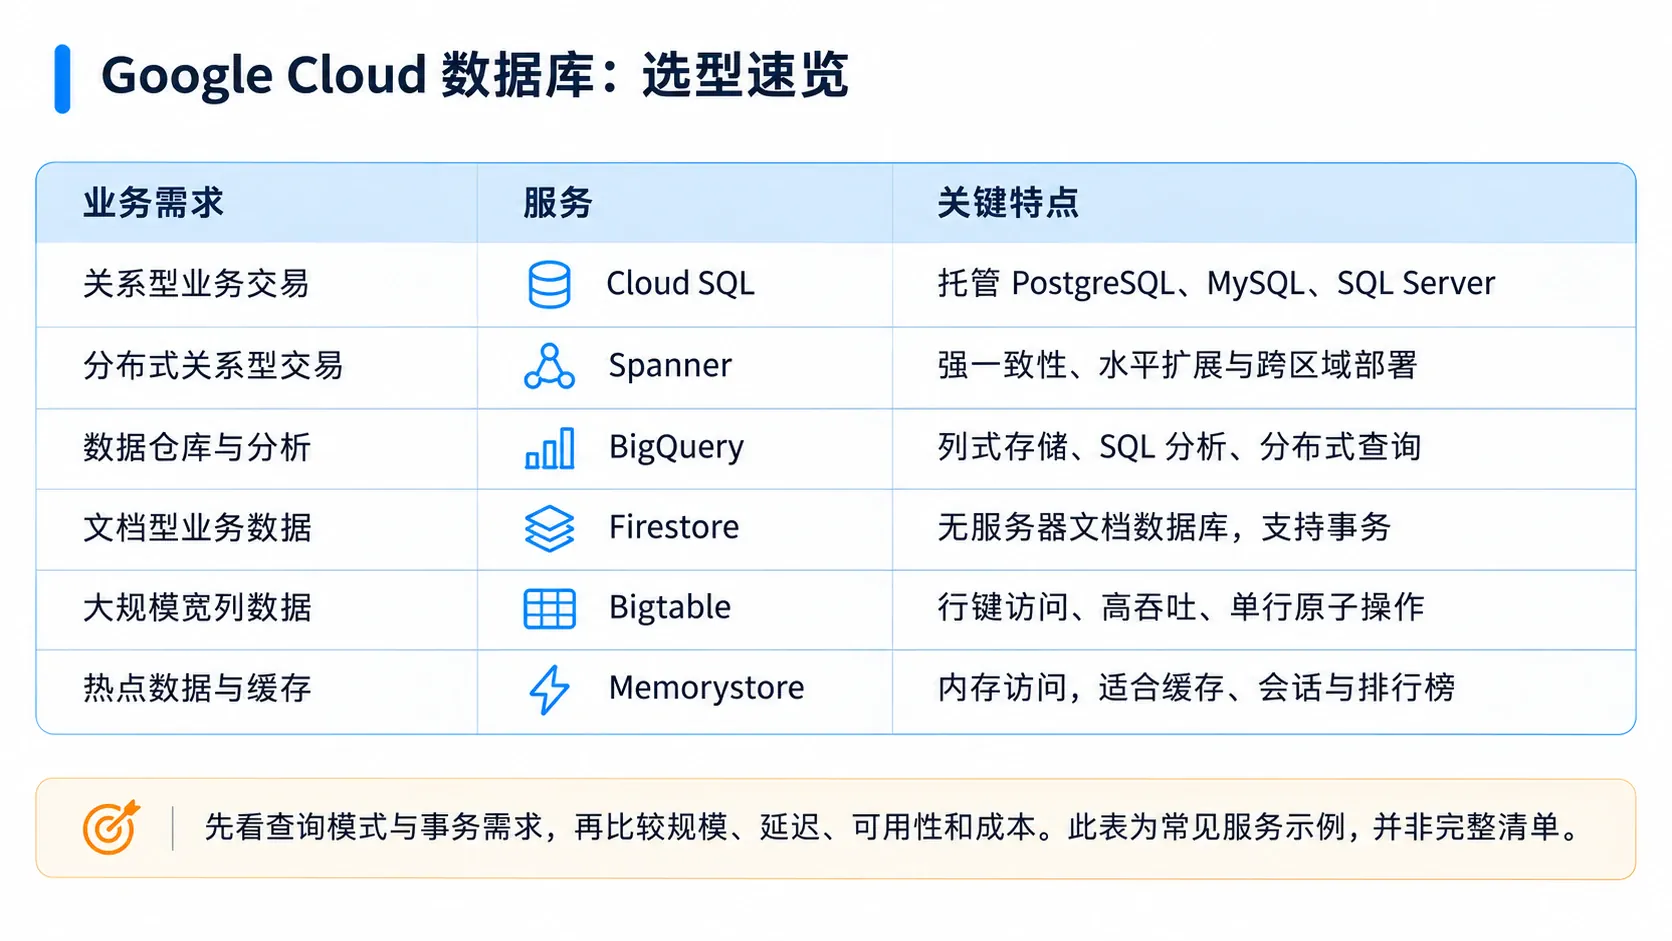 Google Cloud 数据库：选型速览
业务需求 服务 关键特点
关系型业务交易 Cloud SQL 托管 PostgreSQL、MySQL、SQL Server
分布式关系型交易 Spanner 强一致性、水平扩展与跨区域部署
数据仓库与分析 BigQuery 列式存储、SQL 分析、分布式查询
文档型业务数据 Firestore 无服务器文档数据库，支持事务
大规模宽列数据 Bigtable 行键访问、高吞吐、单行原子操作
热点数据与缓存 Memorystore 内存访问，适合缓存、会话与排行榜
先看查询模式与事务需求，再比较规模、延迟、可用性和成本。此表为常见服务示例，并非完整清单。